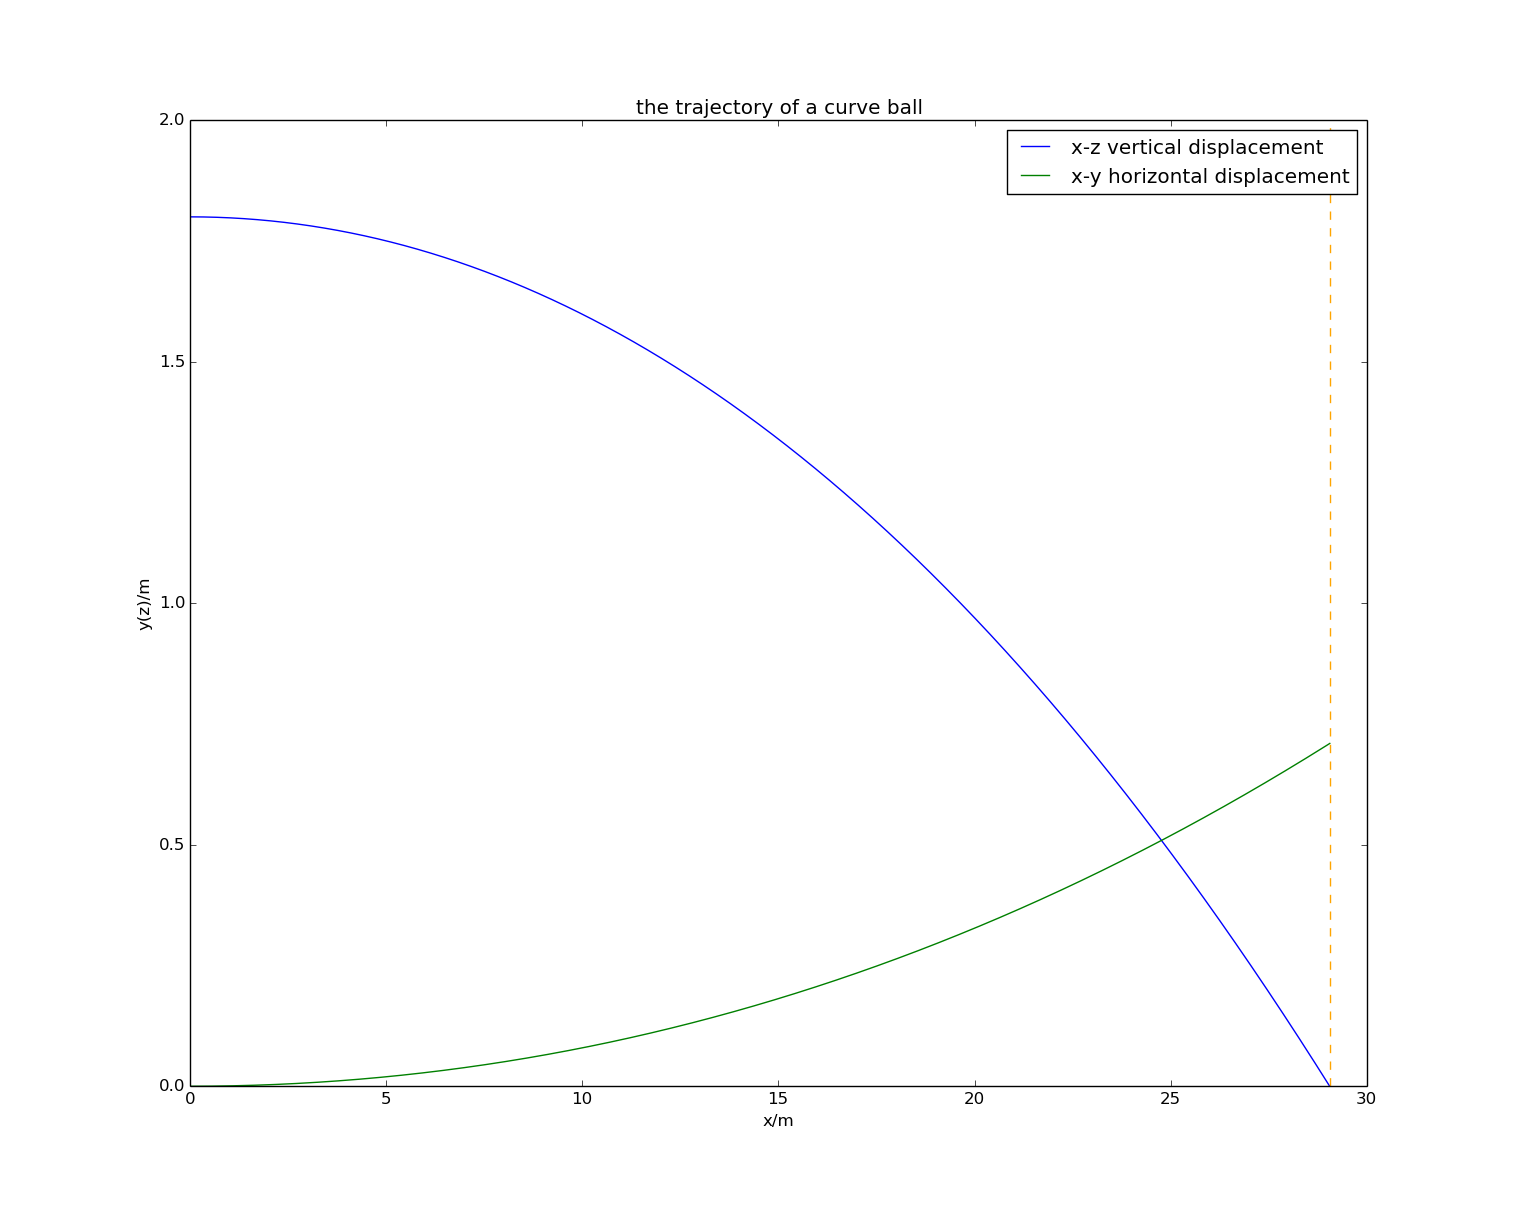 the trajectory of a curve ball
x-z vertical displacement
x-y horizontal displacement
2.0
1.5
1.0
0.5
0.0
y(z)/m
0 5 10 15 20 25 30
x/m